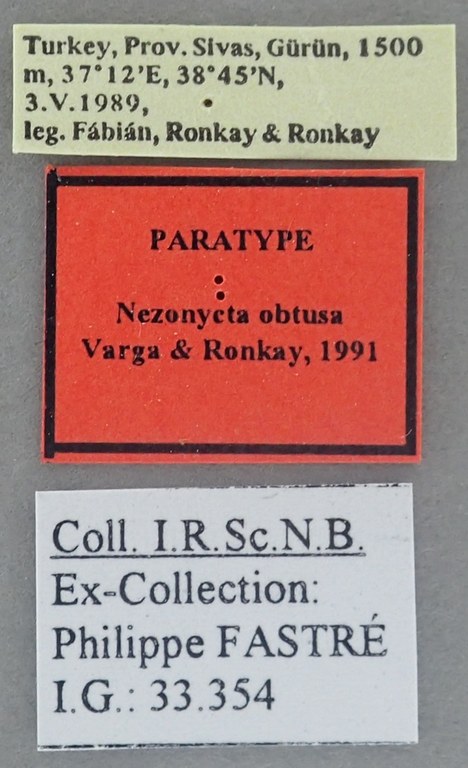 Turkey, Prov. Sivas, Gürün, 1500
m, 37°12'E, 38°45'N,
3.V.1989,
leg. Fábián, Ronkay & Ronkay
PARATYPE
Nezonycta obtusa
Varga & Ronkay, 1991
Coll. I.R.Sc.N.B.
Ex-Collection:
Philippe FASTRÉ
I.G.: 33.354